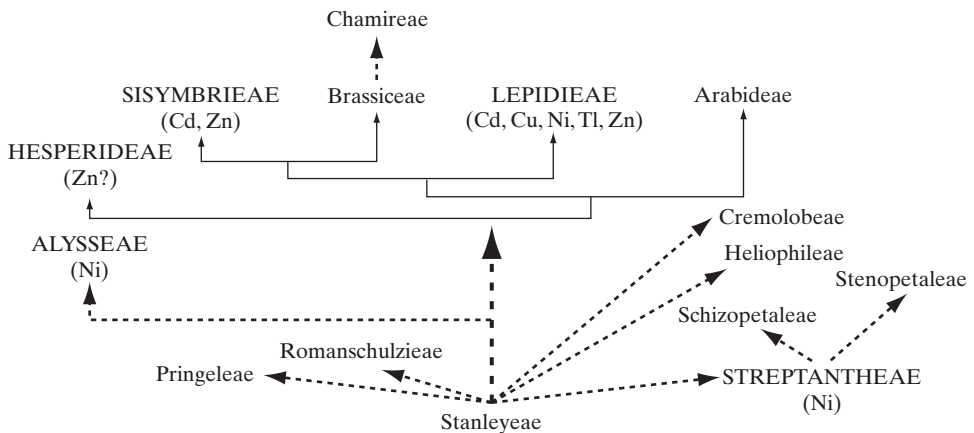 Chamireae
SISYMBRIEAE
(Cd, Zn)
Brassiceae
LEPIDIEAE
(Cd, Cu, Ni, Tl, Zn)
Arabideae
HESPERIDEAE
(Zn?)
Cremolobeae
ALYSSEAE
(Ni)
Heliophileae
Stenopetaleae
Schizopetaleae
Romanschulzieae
Pringeleae
STREPTANTHEAE
(Ni)
Stanleyeae